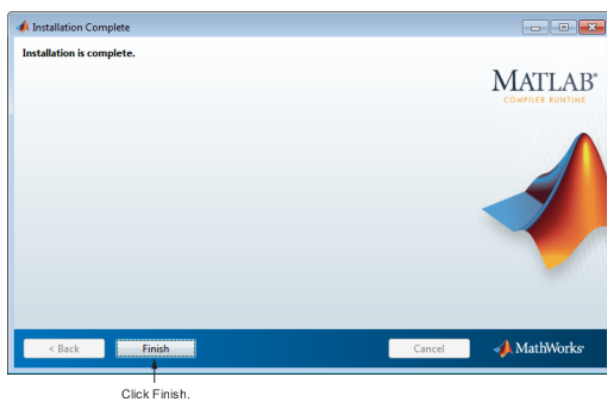 Installation Complete
Installation is complete.
MATLAB®
COMPILER RUNTIME
< Back
Finish
Cancel
MathWorks®
Click Finish.